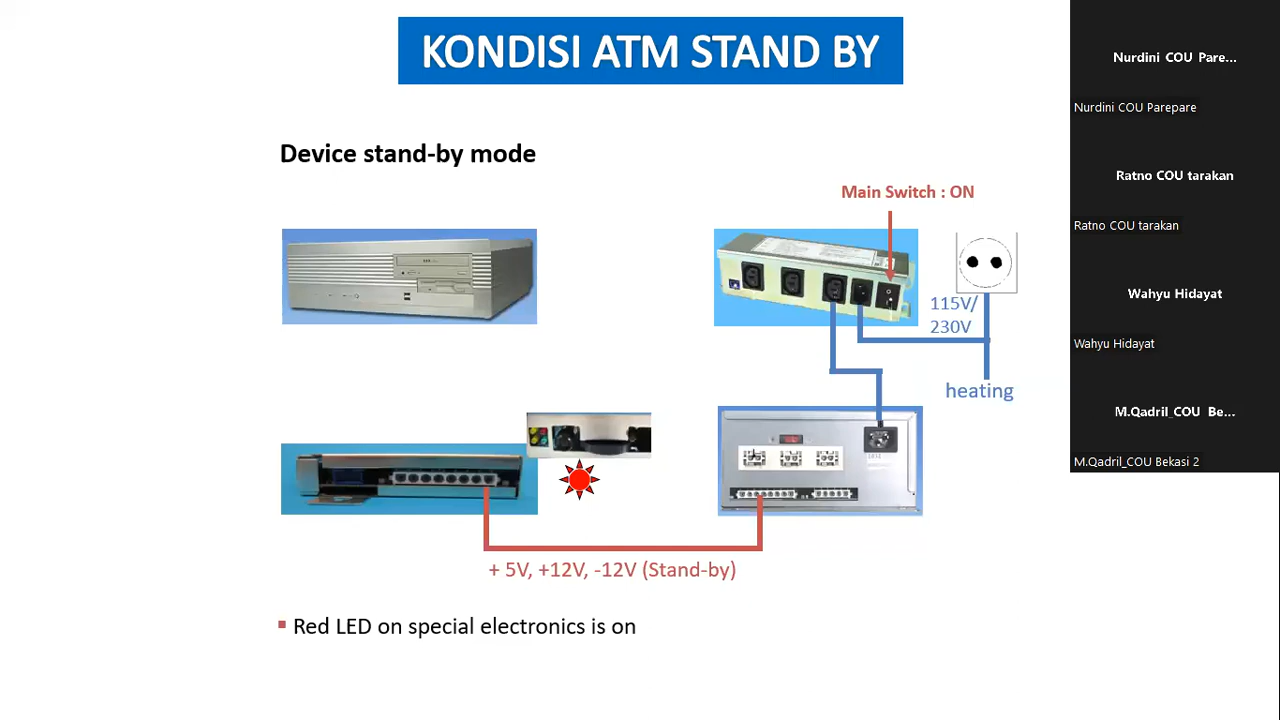 KONDISI ATM STAND BY
Device stand-by mode
Main Switch : ON
115V/
230V
heating
+ 5V, +12V, -12V (Stand-by)
Red LED on special electronics is on
Nurdini COU Pare...
Nurdini COU Parepare
Ratno COU tarakan
Ratno COU tarakan
Wahyu Hidayat
Wahyu Hidayat
M.Qadril_COU Be...
M.Qadril_COU Bekasi 2